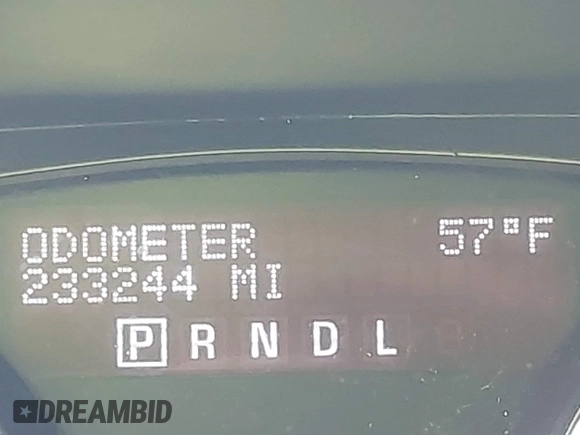 ODOMETER 57°F
233244 MI
P R N D L
DREAMBID